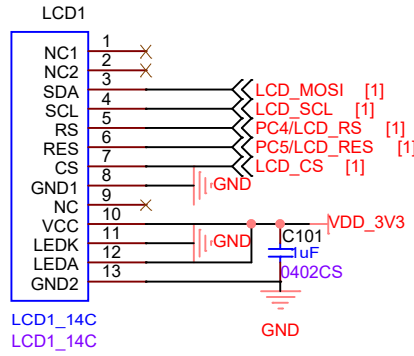 LCD1
NC1 1
NC2 2
SDA 3 LCD_MOSI [1]
SCL 4 LCD_SCL [1]
RS 5 PC4/LCD_RS [1]
RES 6 PC5/LCD_RES [1]
CS 7 LCD_CS [1]
GND1 8 GND
NC 9
VCC 10 VDD_3V3
LEDK 11 GND C101
LEDA 12 1uF
0402CS
GND2 13
LCD1_14C
LCD1_14C
GND